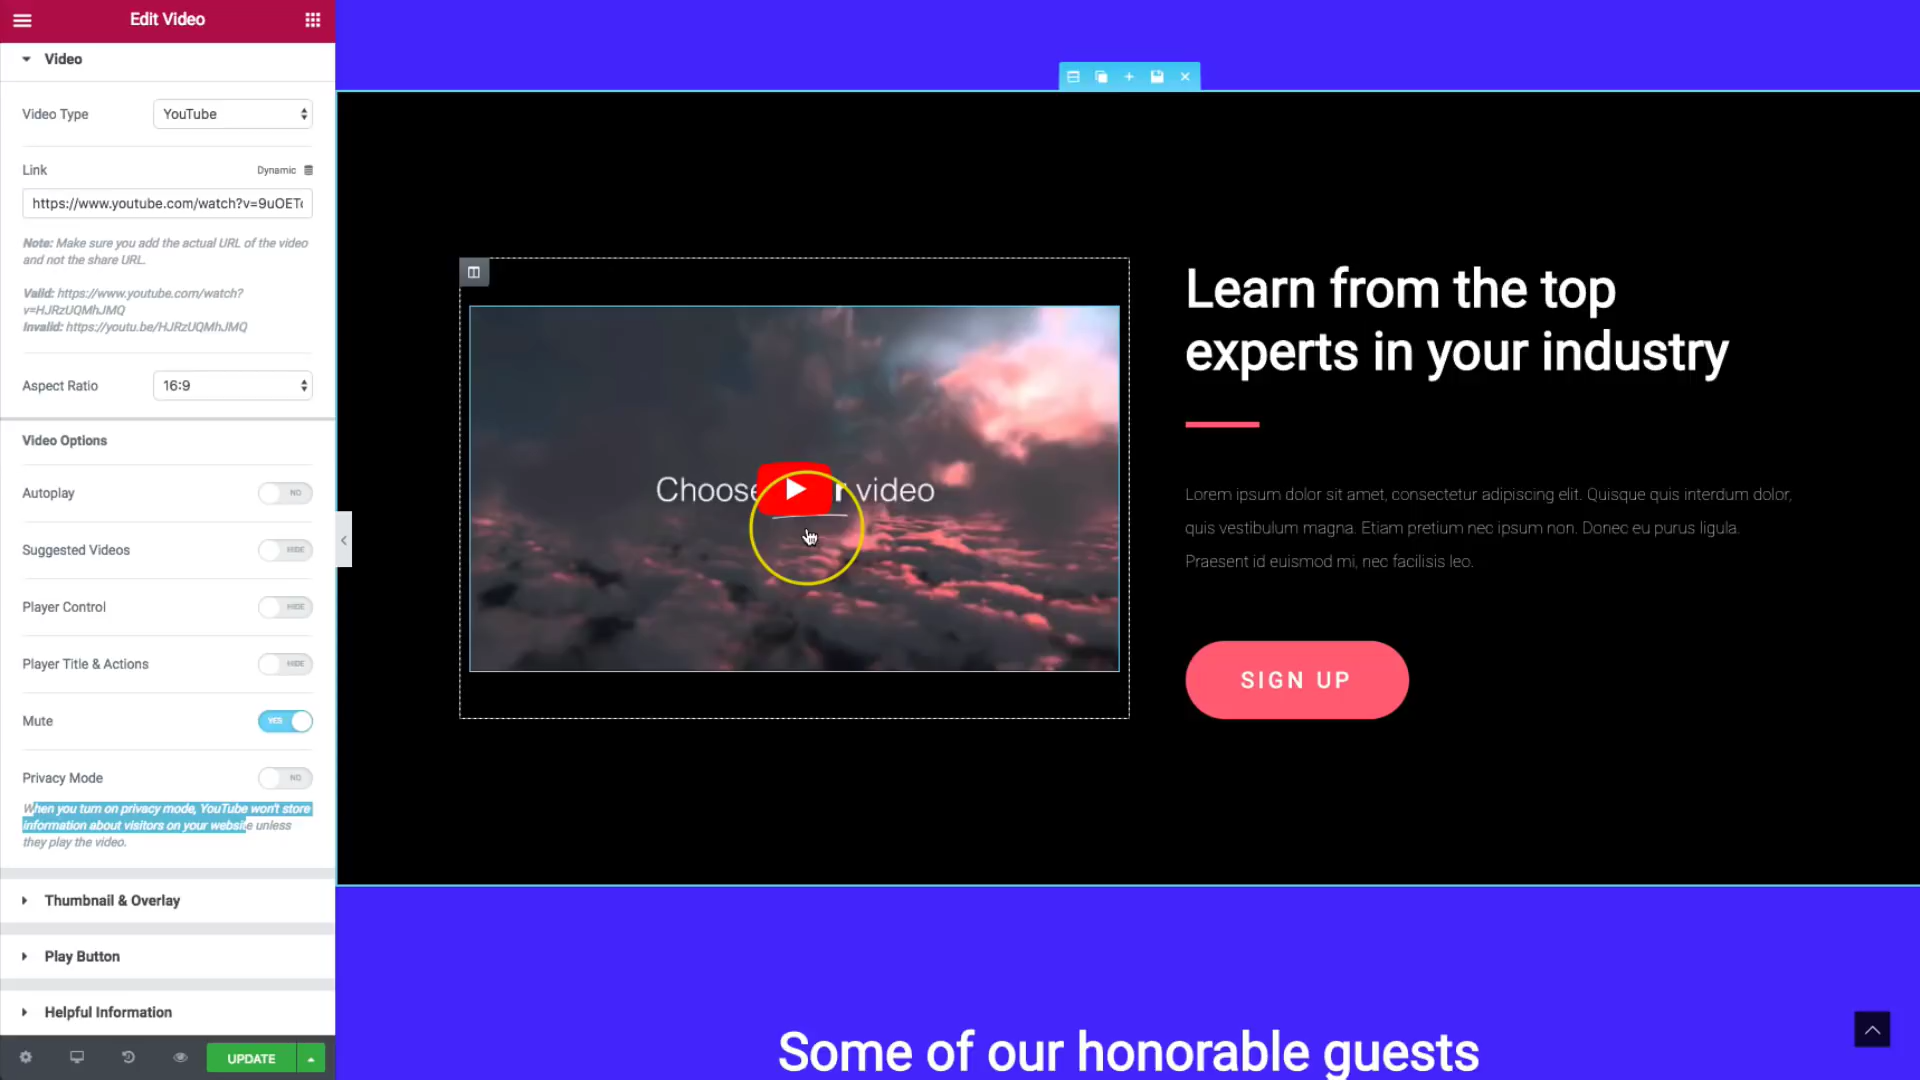 Edit Video
Video
Video Type
YouTube
Link
Dynamic
https://www.youtube.com/watch?v=9uOETc
Note: Make sure you add the actual URL of the video
and not the share URL.
Valid: https://www.youtube.com/watch?
v=HJRzUQMhJMQ
Invalid: https://youtu.be/HJRzUQMhJMQ
Aspect Ratio
16:9
Video Options
Autoplay
NO
Suggested Videos
HIDE
Player Control
HIDE
Player Title & Actions
HIDE
Mute
YES
Privacy Mode
NO
When you turn on privacy mode, YouTube won't store
information about visitors on your website unless
they play the video.
Thumbnail & Overlay
Play Button
Helpful Information
UPDATE
Choose video
Learn from the top
experts in your industry
Lorem ipsum dolor sit amet, consectetur adipiscing elit. Quisque quis interdum dolor,
quis vestibulum magna. Etiam pretium nec ipsum non. Donec eu purus ligula.
Praesent id euismod mi, nec facilisis leo.
SIGN UP
Some of our honorable guests